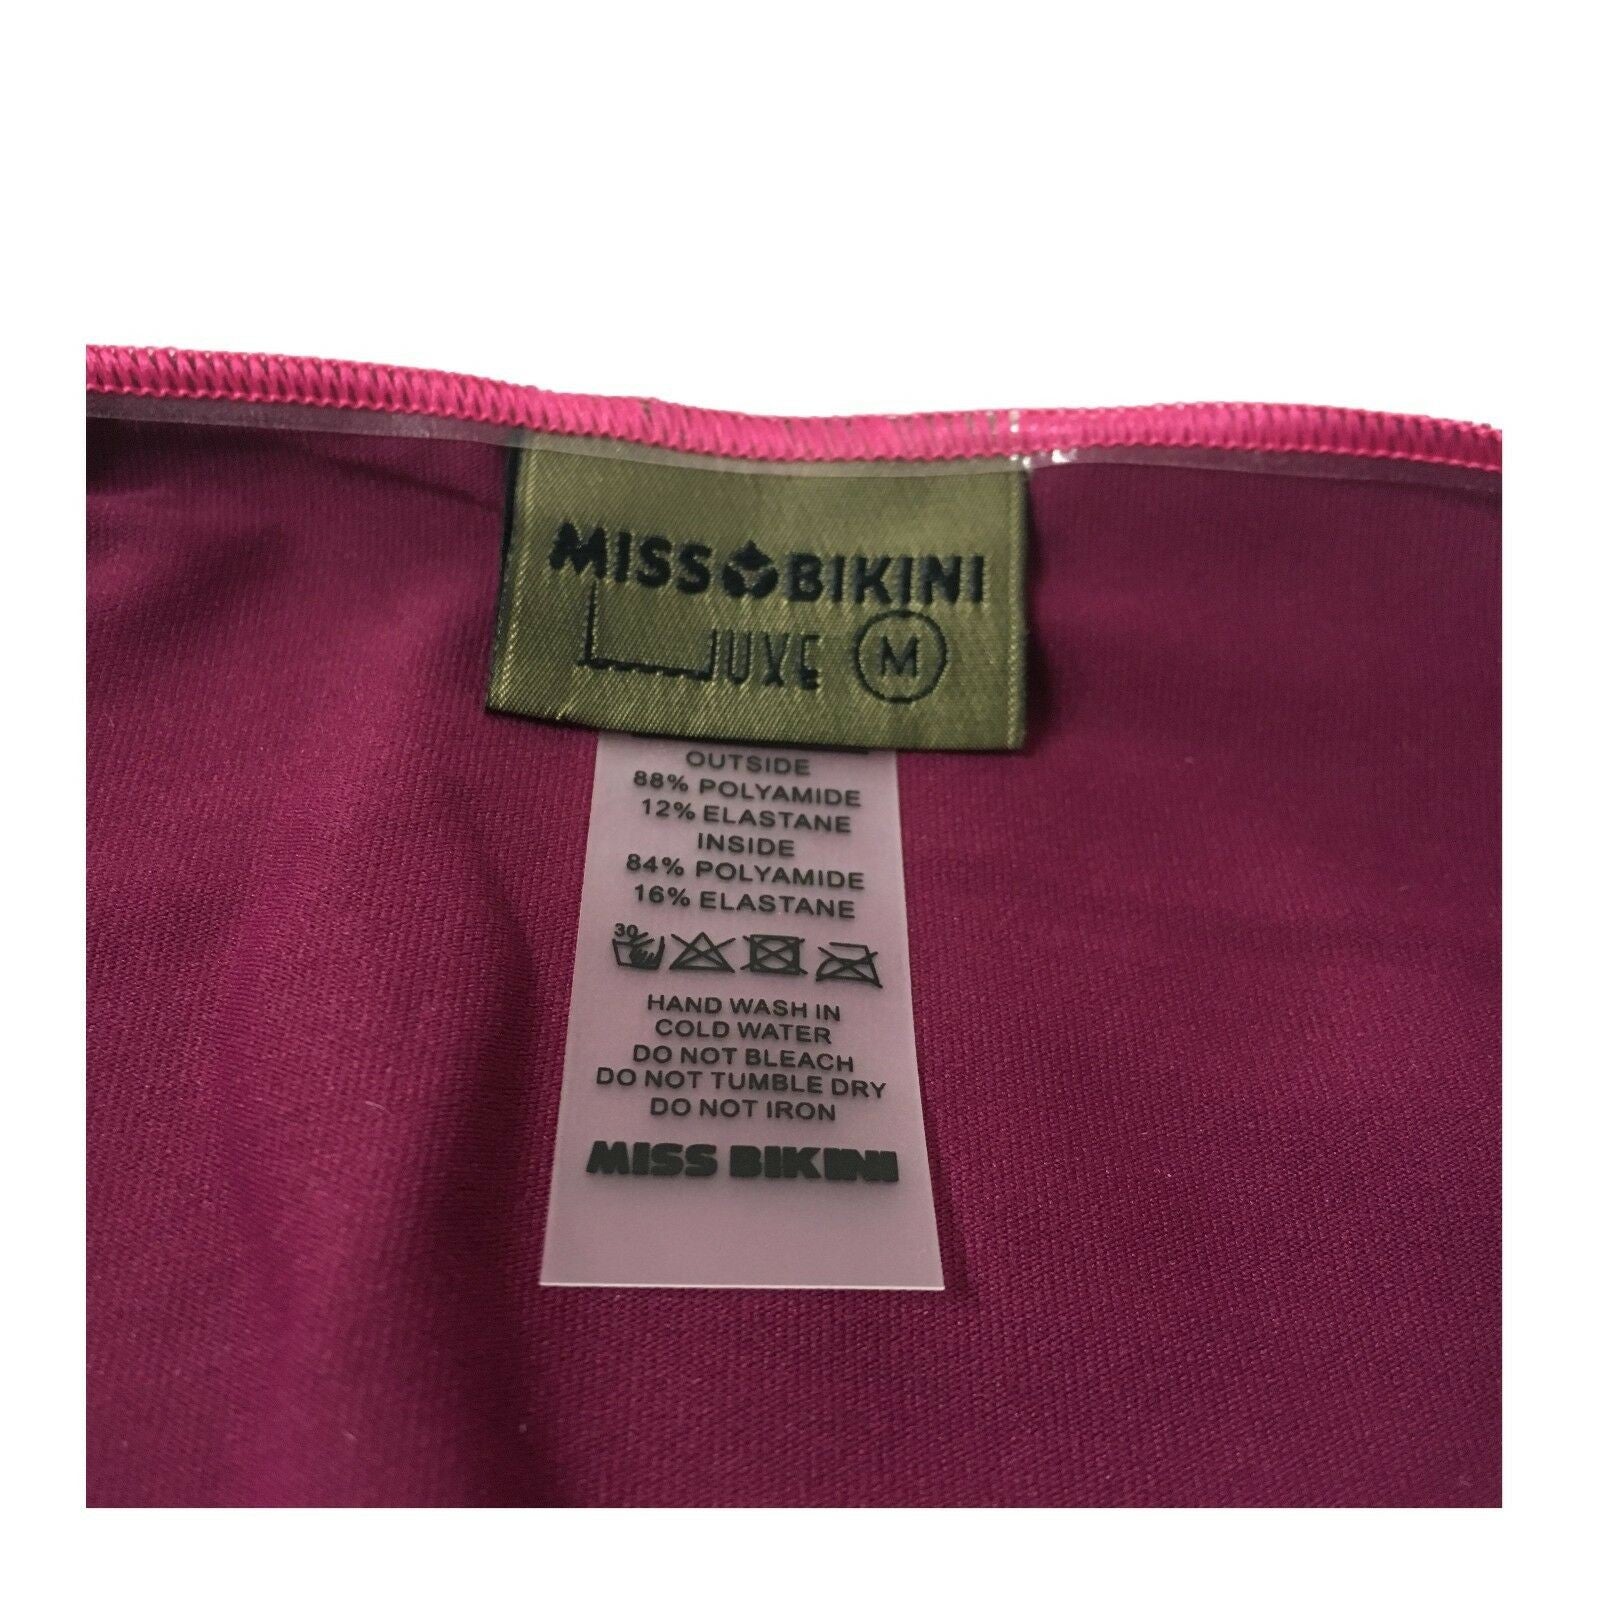 MISS BIKINI
LUXE M
OUTSIDE
88% POLYAMIDE
12% ELASTANE
INSIDE
84% POLYAMIDE
16% ELASTANE
30
HAND WASH IN
COLD WATER
DO NOT BLEACH
DO NOT TUMBLE DRY
DO NOT IRON
MISS BIKINI